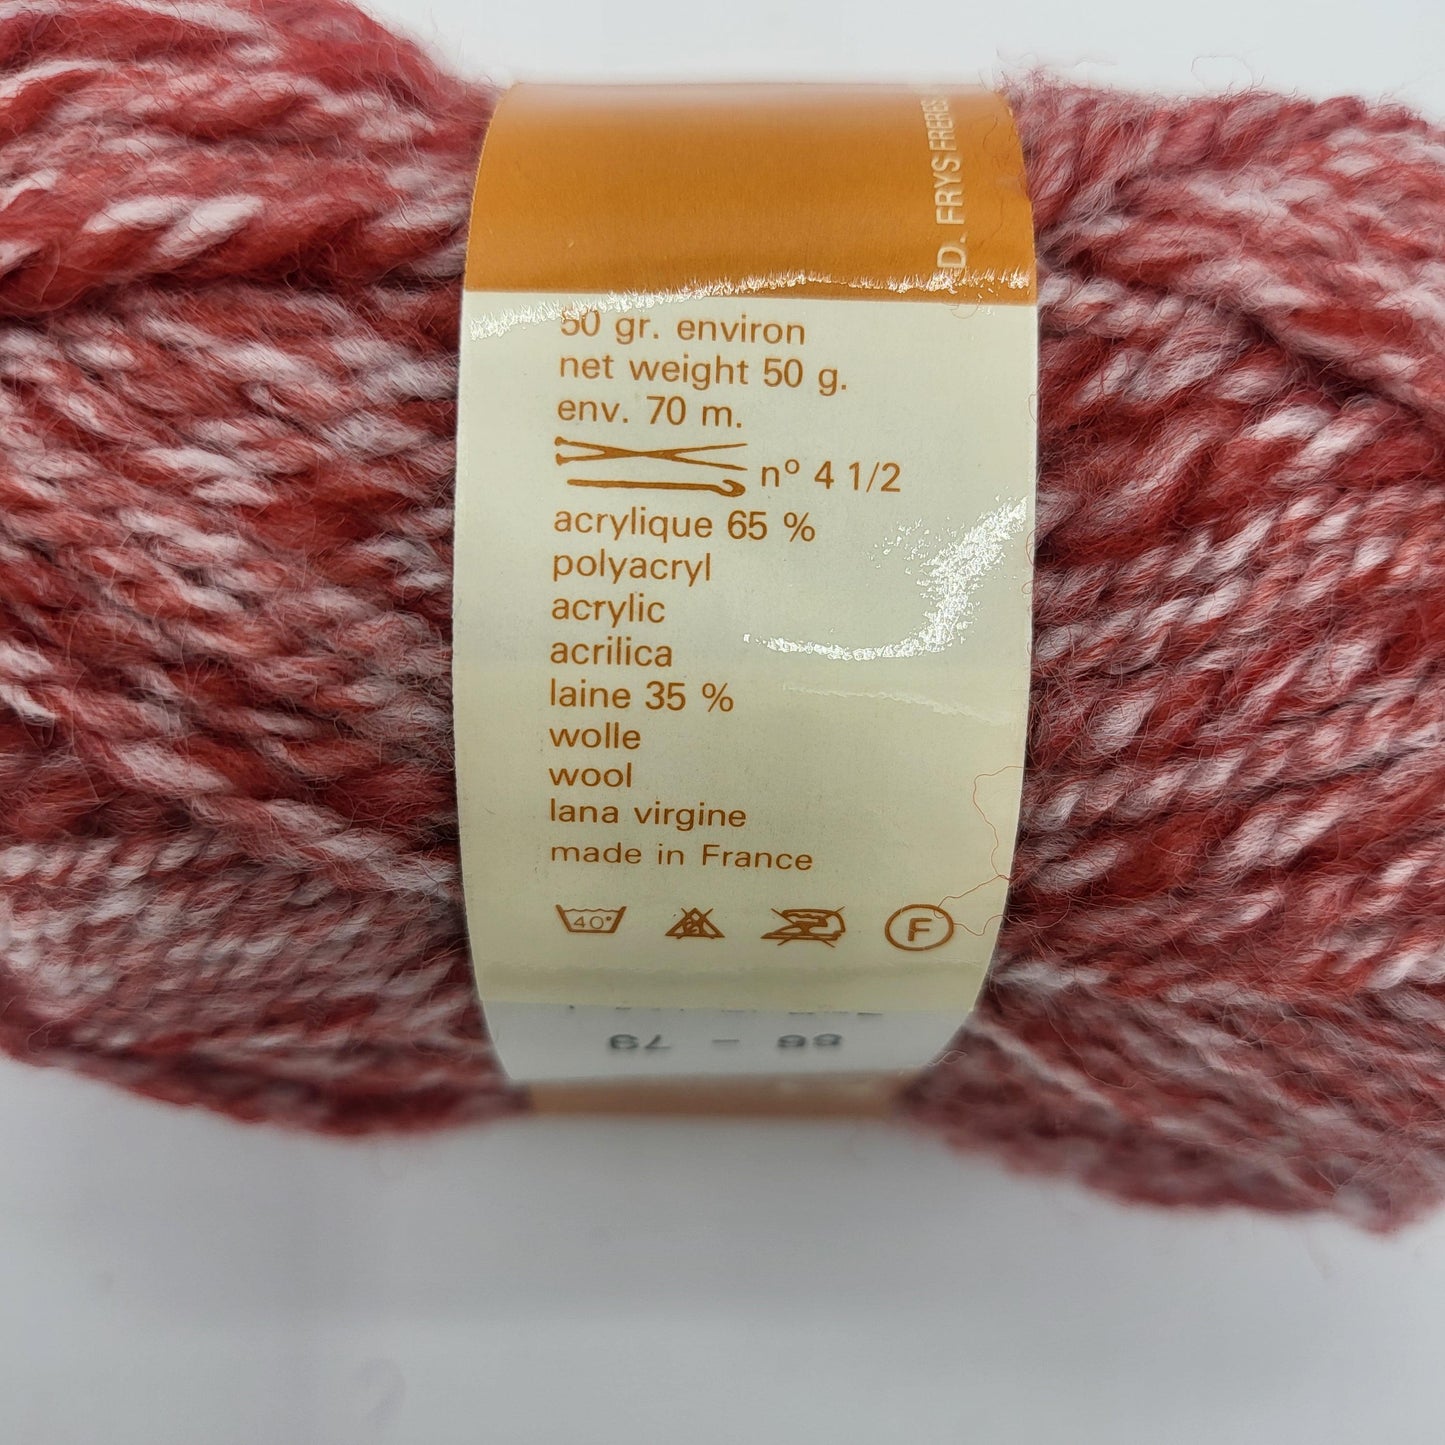 D. FRYS FRERES
50 gr. environ
net weight 50 g.
env. 70 m.
nº 4 1/2
acrylique 65 %
polyacryl
acrylic
acrilica
laine 35 %
wolle
wool
lana virgine
made in France
40°
F